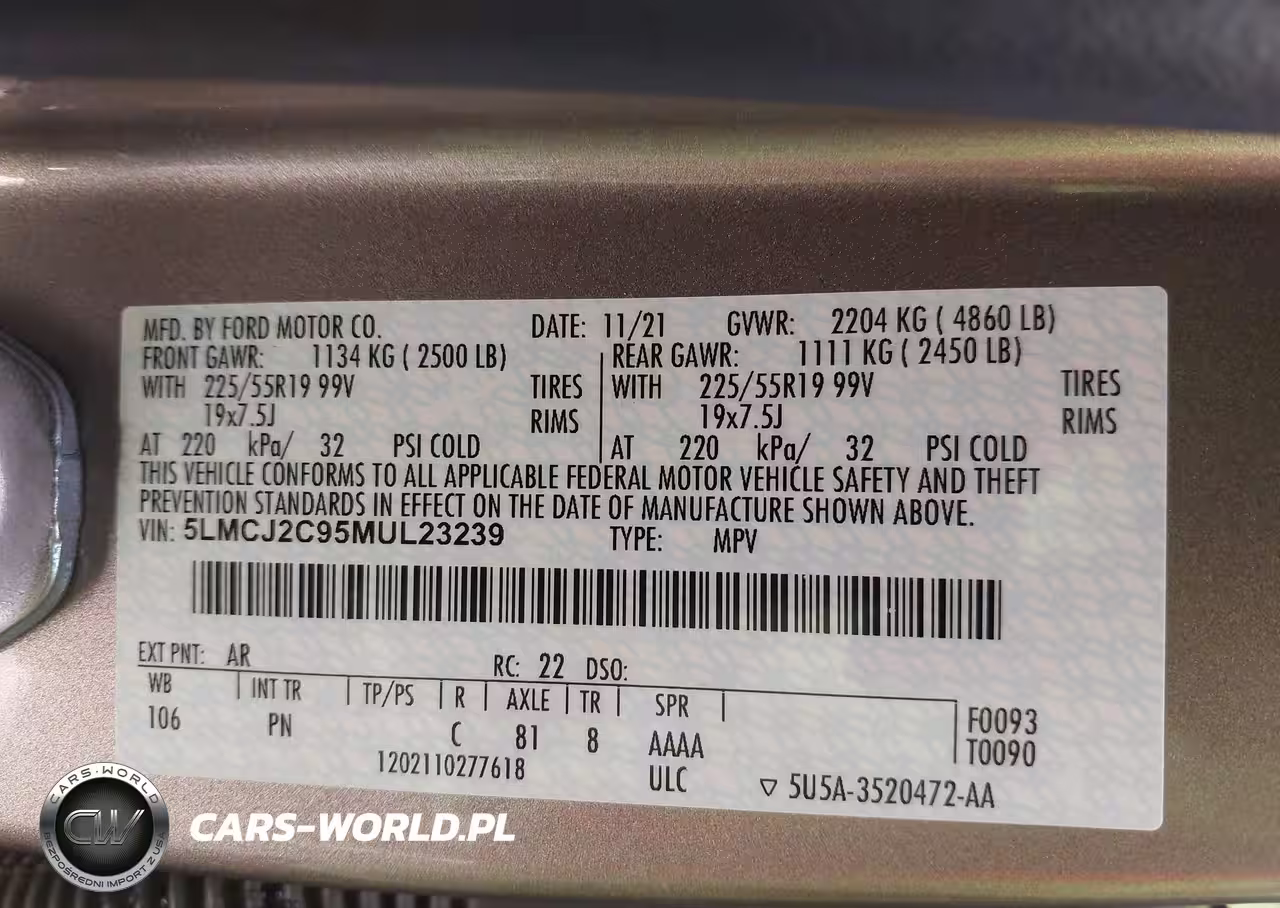 MFD. BY FORD MOTOR CO. DATE: 11/21 GVWR: 2204 KG ( 4860 LB)
FRONT GAWR: 1134 KG ( 2500 LB) REAR GAWR: 1111 KG ( 2450 LB)
WITH 225/55R19 99V TIRES WITH 225/55R19 99V TIRES
19x7.5J RIMS 19x7.5J RIMS
AT 220 kPa/ 32 PSI COLD AT 220 kPa/ 32 PSI COLD
THIS VEHICLE CONFORMS TO ALL APPLICABLE FEDERAL MOTOR VEHICLE SAFETY AND THEFT
PREVENTION STANDARDS IN EFFECT ON THE DATE OF MANUFACTURE SHOWN ABOVE.
VIN: 5LMCJ2C95MUL23239 TYPE: MPV
EXT PNT: AR RC: 22 DSO:
WB INT TR TP/PS R AXLE TR SPR
106 PN C 81 8 AAAA
F0093
T0090
1202110277618 ULC ▽ 5U5A-3520472-AA
CARS-WORLD
CW
BEZPOŚREDNI IMPORT Z USA
CARS-WORLD.PL